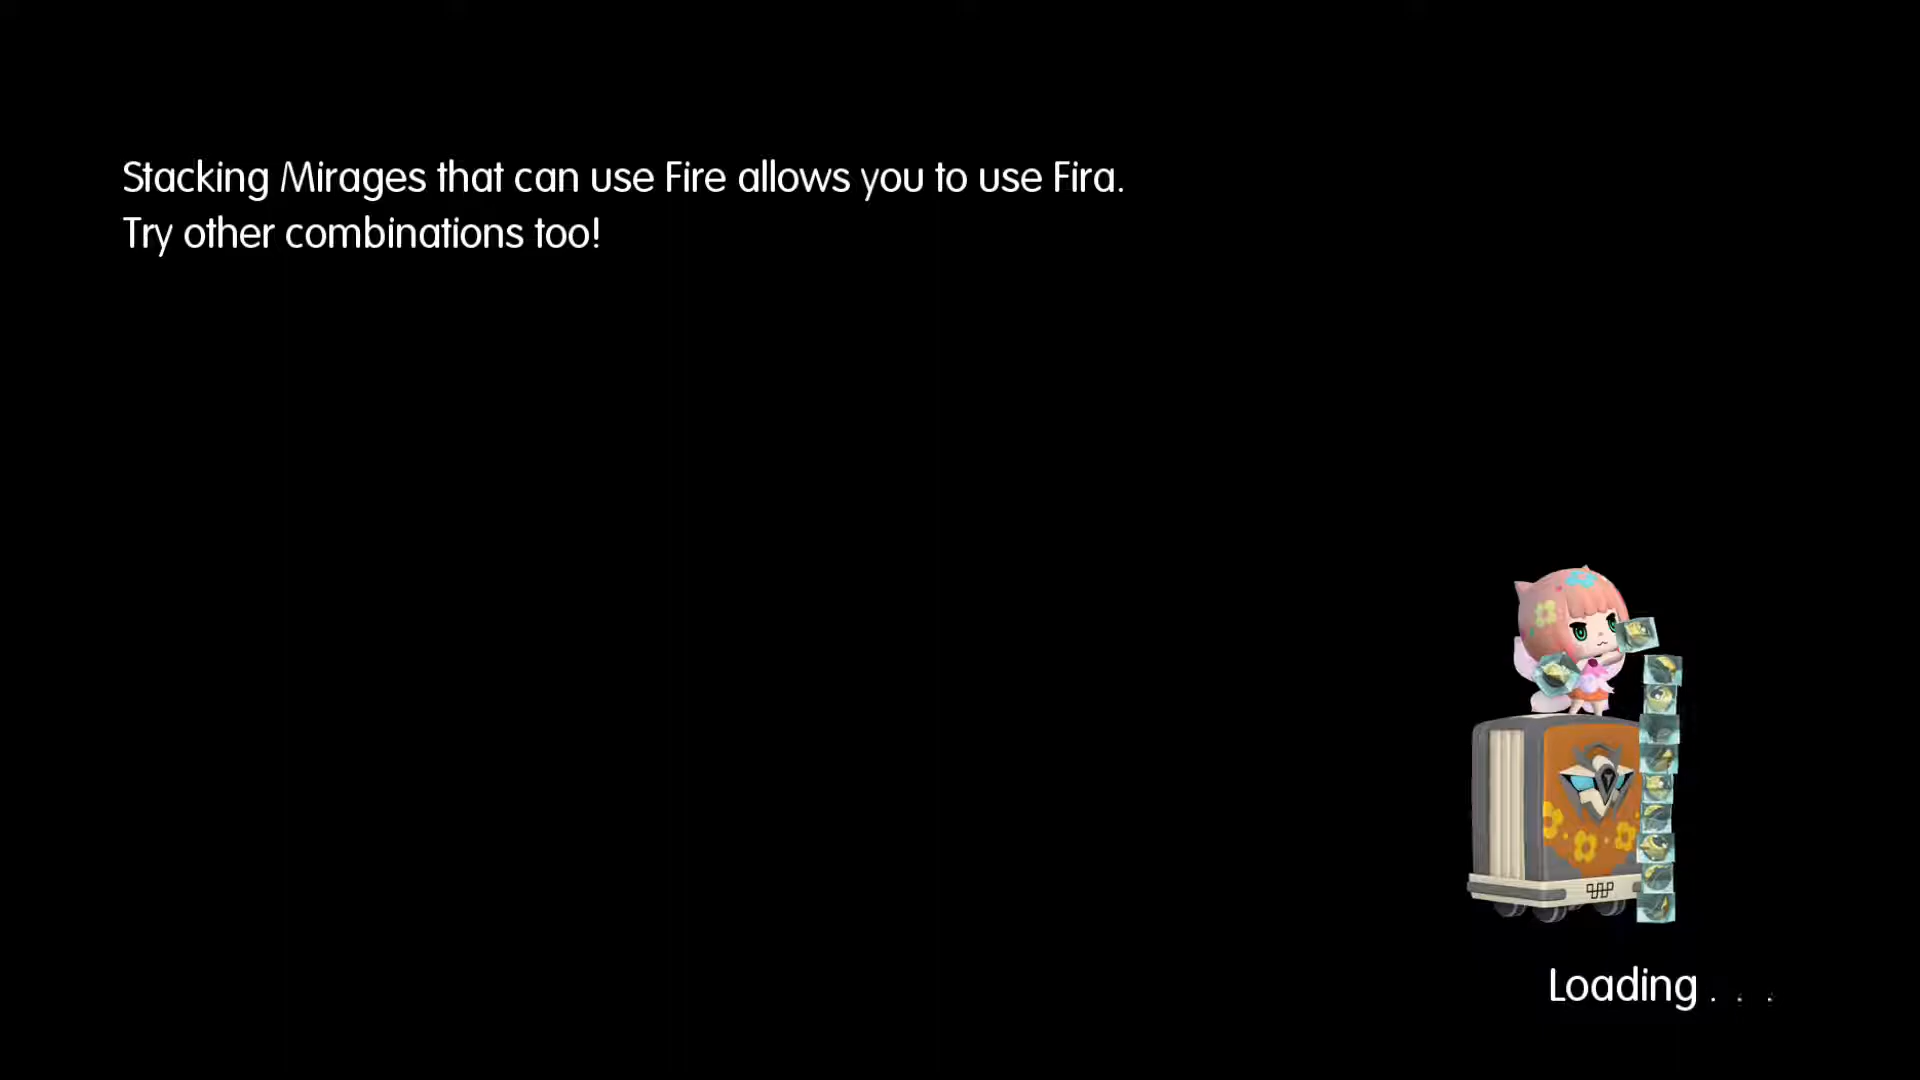 Stacking Mirages that can use Fire allows you to use Fira.
Try other combinations too!
Loading . . .